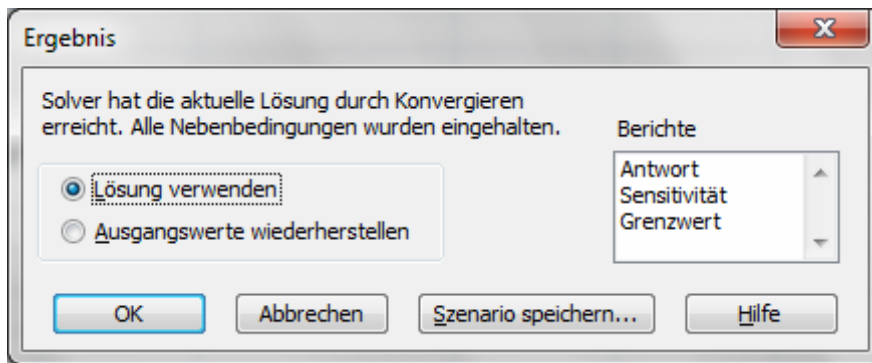 Ergebnis
Solver hat die aktuelle Lösung durch Konvergieren
erreicht. Alle Nebenbedingungen wurden eingehalten.
Lösung verwenden
Ausgangswerte wiederherstellen
Berichte
Antwort
Sensitivität
Grenzwert
OK
Abbrechen
Szenario speichern...
Hilfe